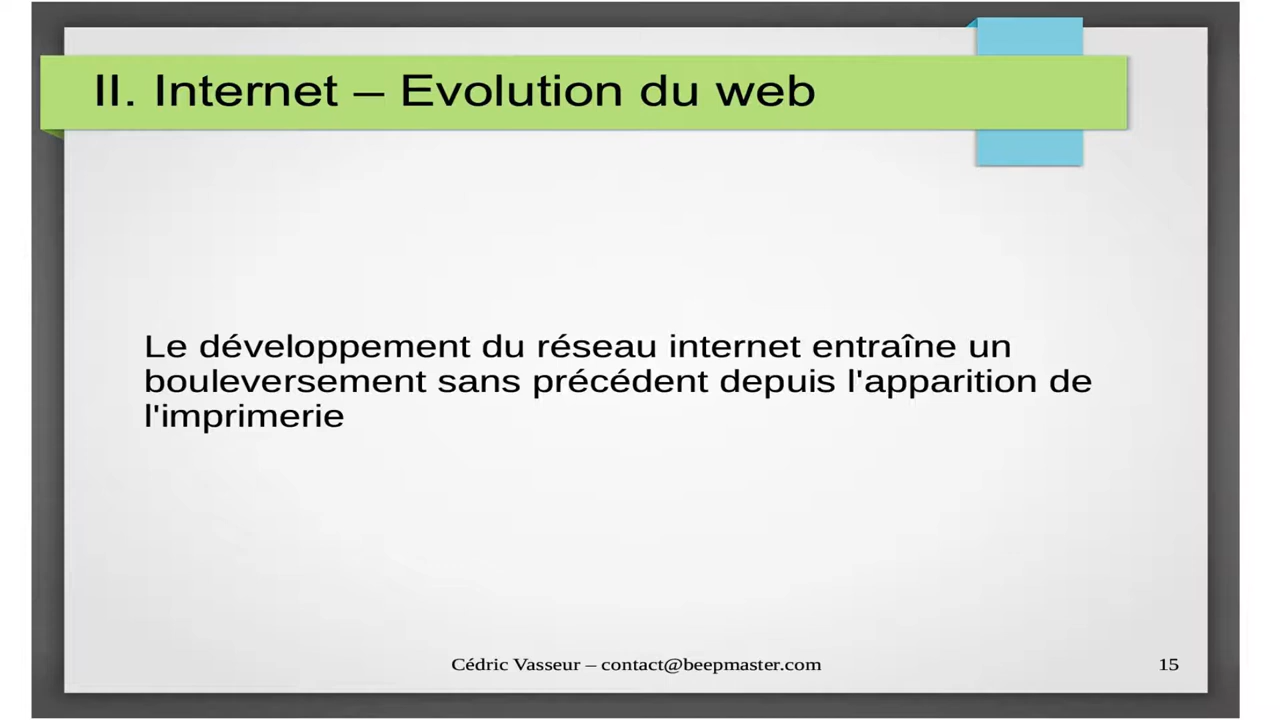 II. Internet – Evolution du web
Le développement du réseau internet entraîne un
bouleversement sans précédent depuis l'apparition de
l'imprimerie
Cédric Vasseur – contact@beepmaster.com
15